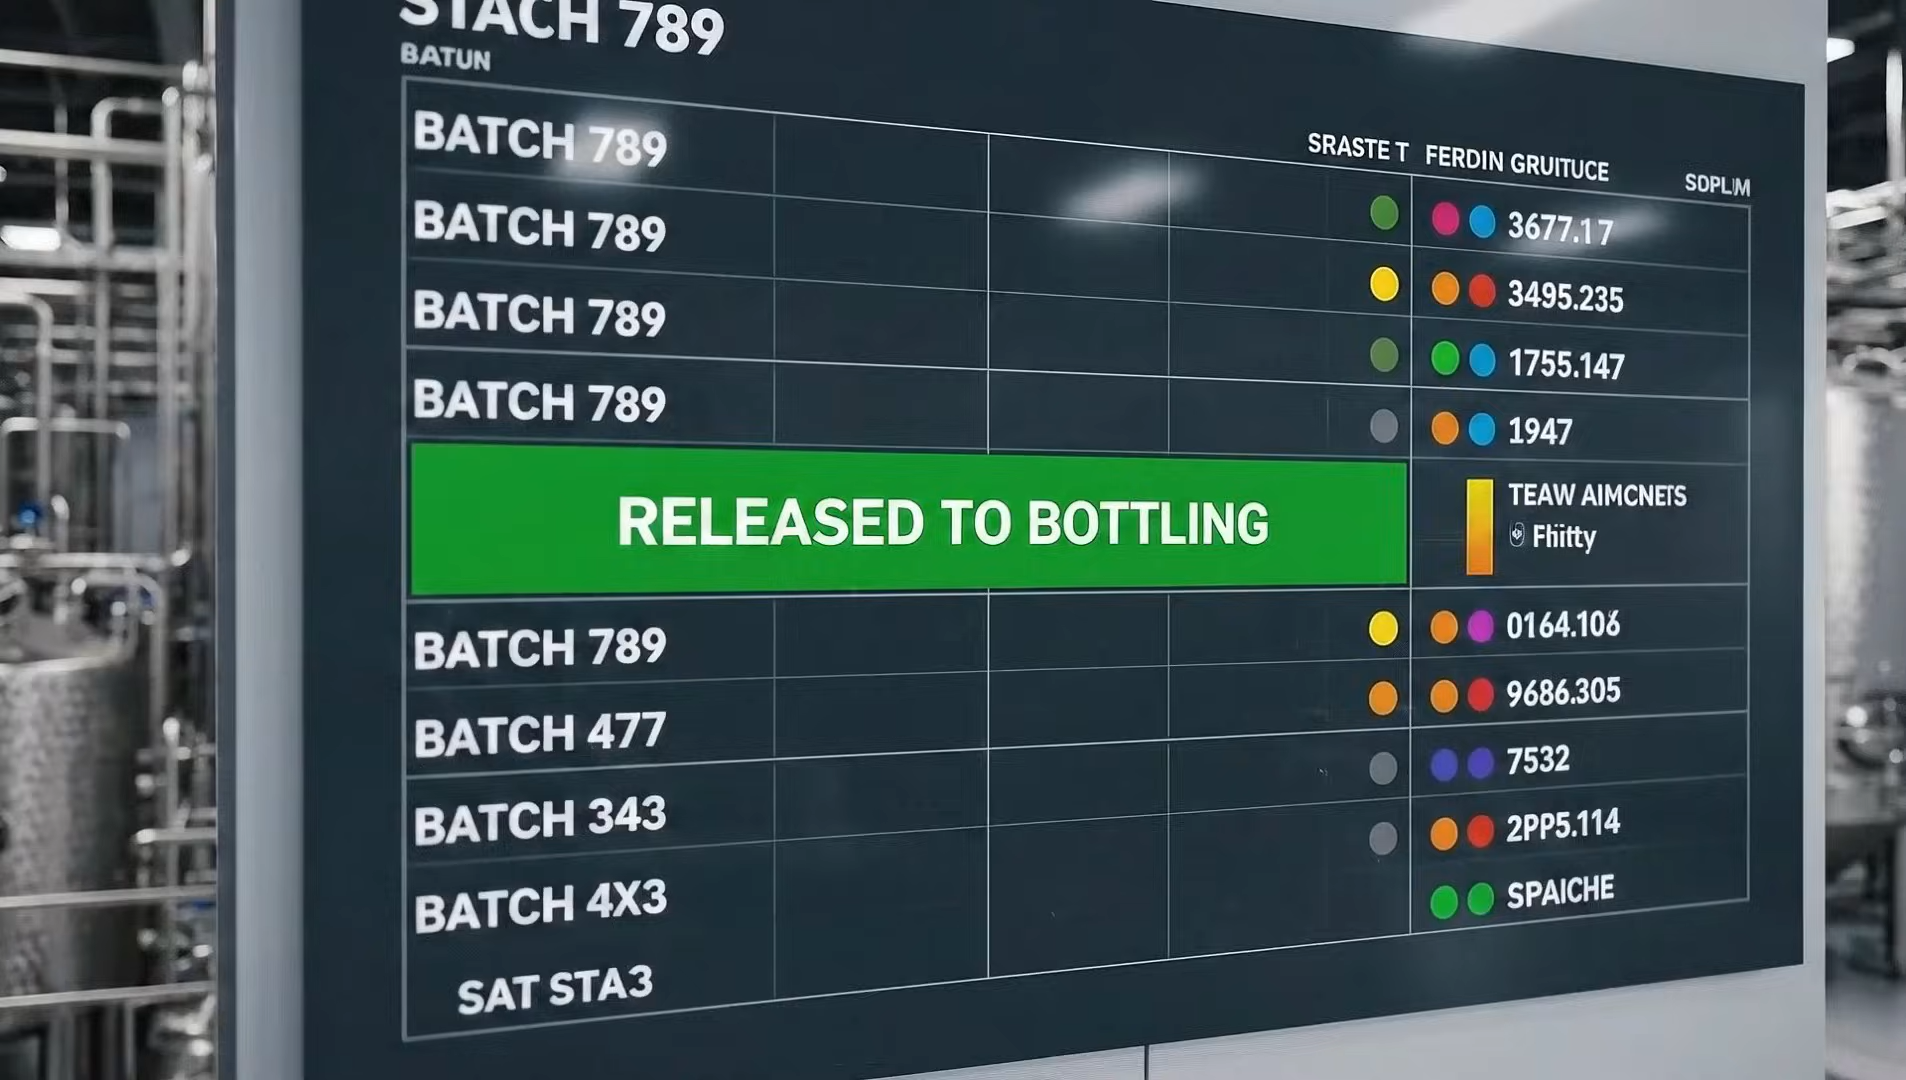 STACH 789
BATUN
SRASTE T FERDIN GRUITUCE SOPLIM
BATCH 789
3677.17
BATCH 789
3495.235
BATCH 789
1755.147
BATCH 789
1947
RELEASED TO BOTTLING
TEAW AIMCNETS
Fhitty
BATCH 789
0164.106
BATCH 477
9686.305
BATCH 343
7532
BATCH 4X3
2PP5.114
SPAICHE
SAT STA3